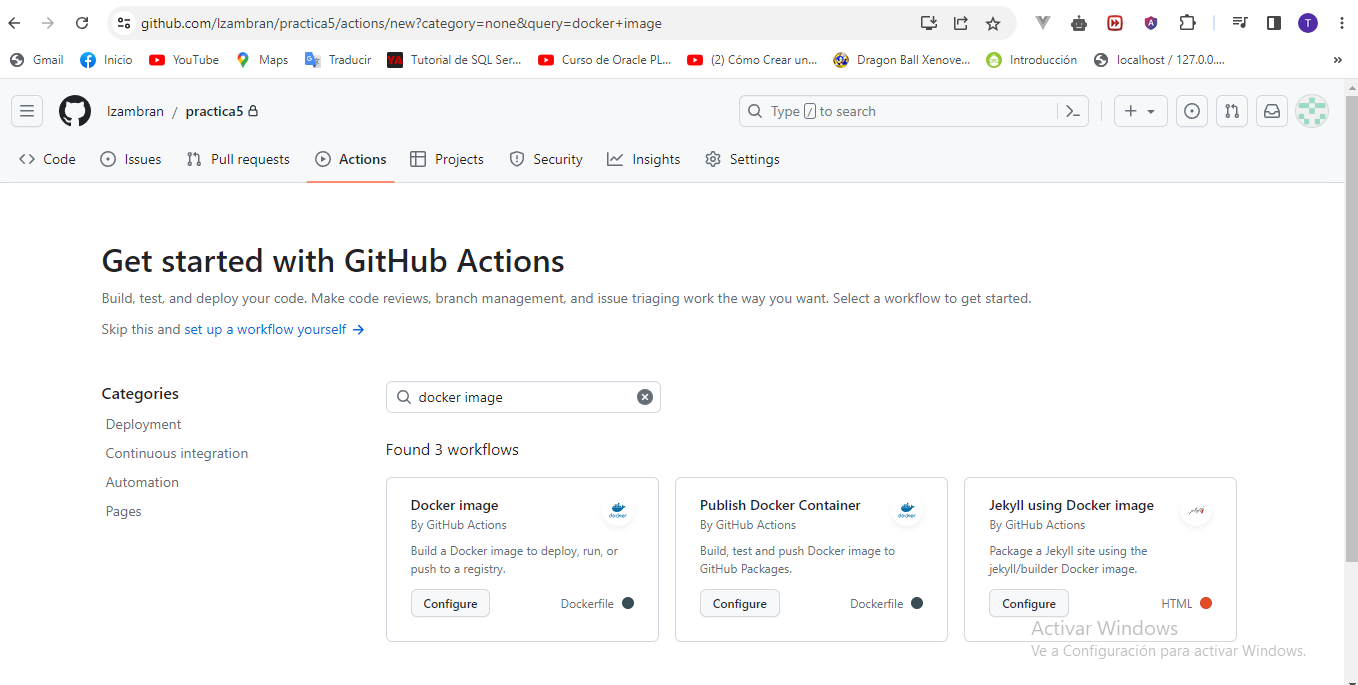 github.com/lzambran/practica5/actions/new?category=none&query=docker+image
T
Gmail Inicio YouTube Maps Traducir YA Tutorial de SQL Ser... Curso de Oracle PL... (2) Cómo Crear un... Dragon Ball Xenove... Introducción localhost / 127.0.0.... »
lzambran / practica5 Type / to search
Code Issues Pull requests Actions Projects Security Insights Settings
Get started with GitHub Actions
Build, test, and deploy your code. Make code reviews, branch management, and issue triaging work the way you want. Select a workflow to get started.
Skip this and set up a workflow yourself →
Categories
Deployment
Continuous integration
Automation
Pages
docker image
Found 3 workflows
Docker image
By GitHub Actions
Build a Docker image to deploy, run, or
push to a registry.
Configure Dockerfile
Publish Docker Container
By GitHub Actions
Build, test and push Docker image to
GitHub Packages.
Configure Dockerfile
Jekyll using Docker image
By GitHub Actions
Package a Jekyll site using the
jekyll/builder Docker image.
Configure HTML
Activar Windows
Ve a Configuración para activar Windows.